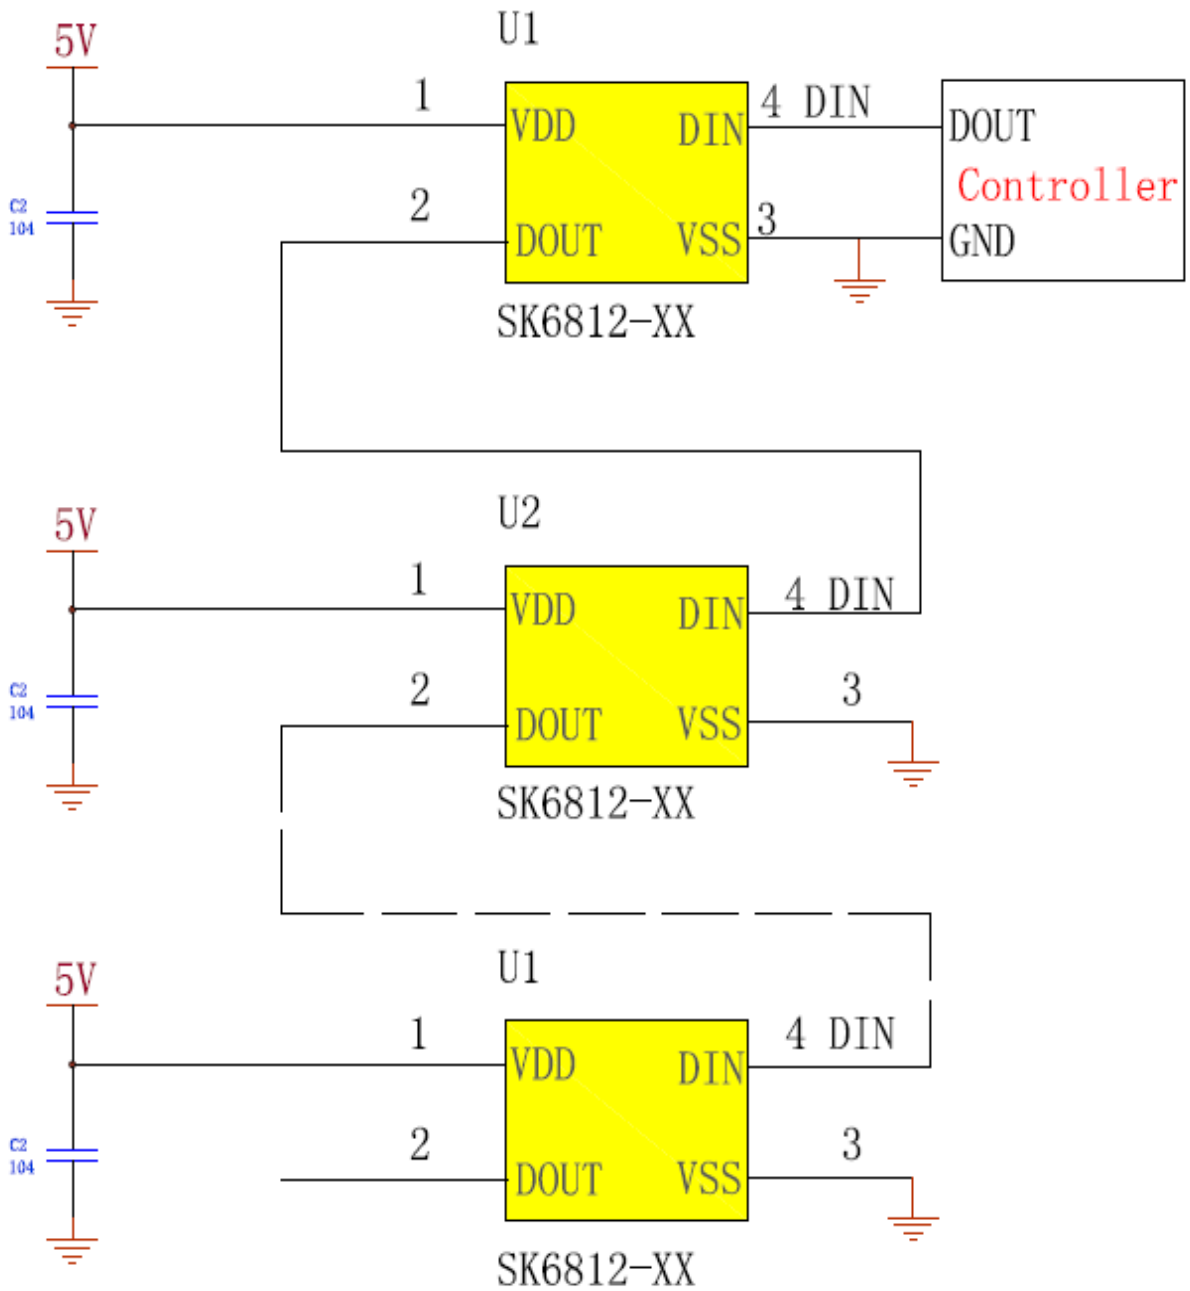 U1
5V
1
4 DIN
VDD
DIN
DOUT
Controller
C2
104
2
3
DOUT
VSS
GND
SK6812-XX
U2
5V
1
4 DIN
VDD
DIN
C2
104
2
3
DOUT
VSS
SK6812-XX
U1
5V
1
4 DIN
VDD
DIN
C2
104
2
3
DOUT
VSS
SK6812-XX